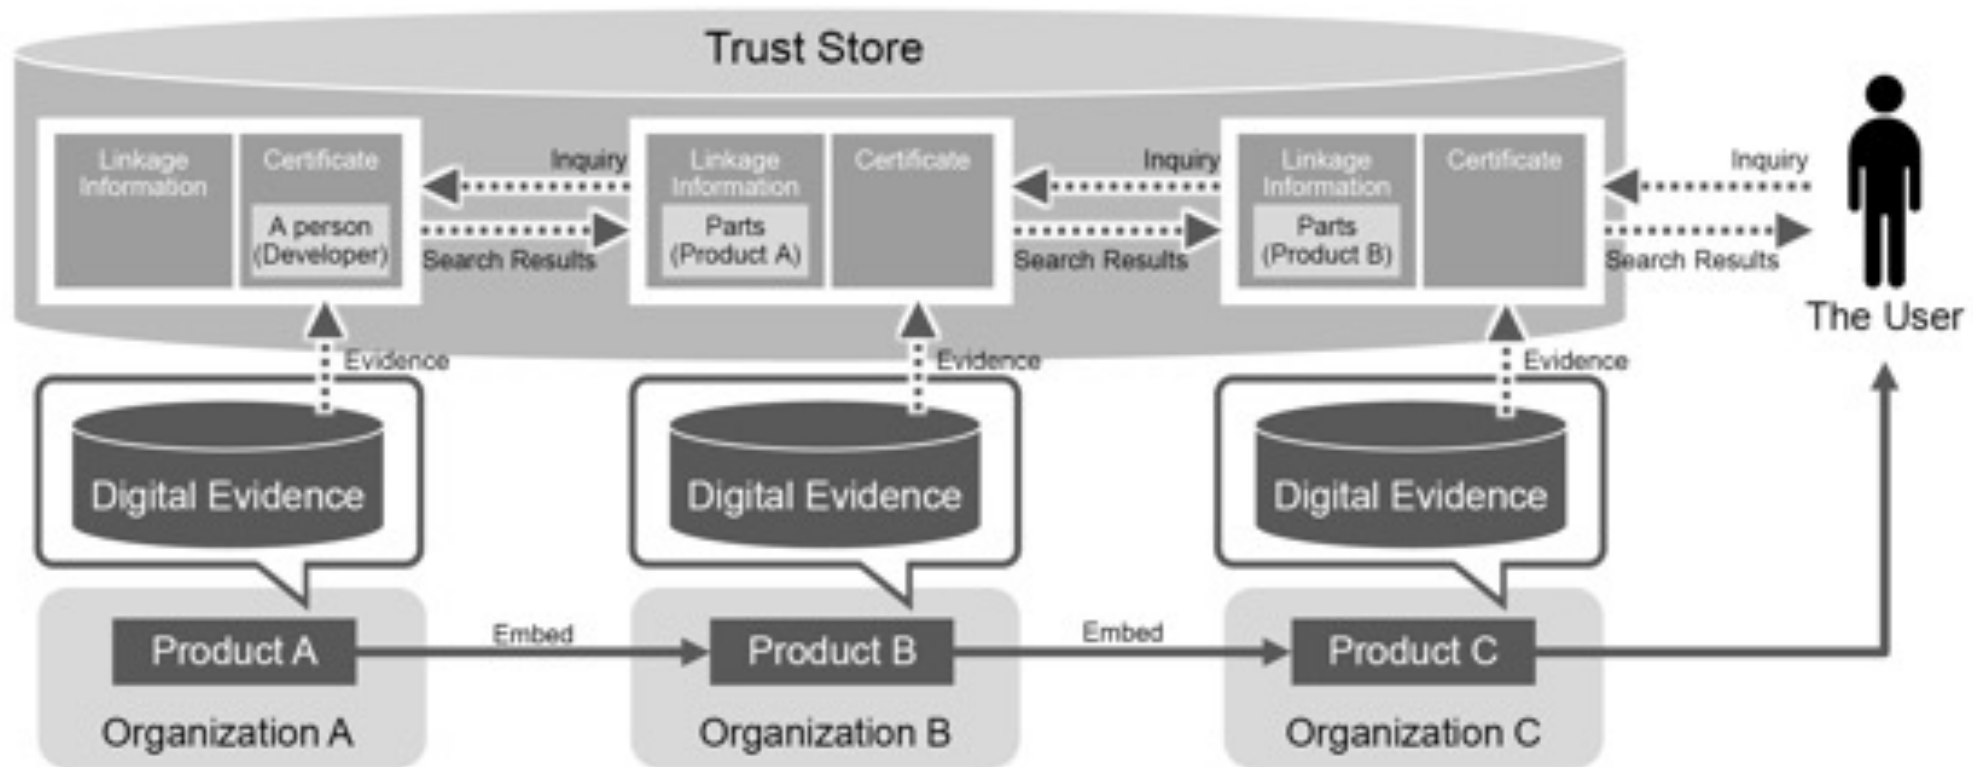 Trust Store
Linkage
Information
Certificate
A person
(Developer)
Inquiry
Search Results
Linkage
Information
Parts
(Product A)
Certificate
Inquiry
Search Results
Linkage
Information
Parts
(Product B)
Certificate
Inquiry
Search Results
The User
Evidence
Evidence
Evidence
Digital Evidence
Digital Evidence
Digital Evidence
Product A
Embed
Product B
Embed
Product C
Organization A
Organization B
Organization C